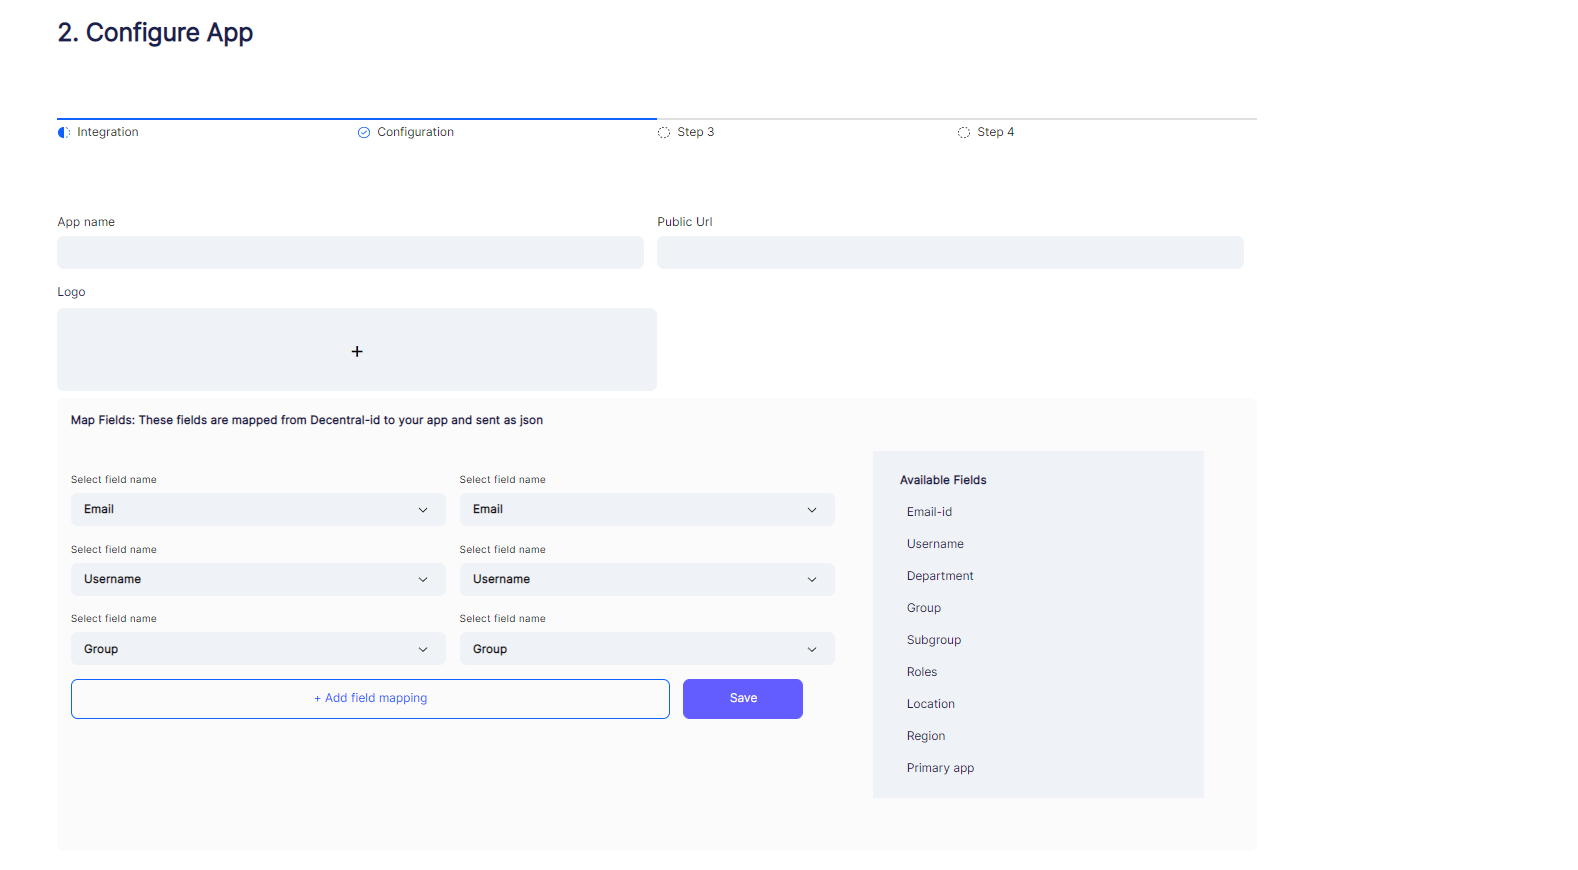 2. Configure App
Integration
Configuration
Step 3
Step 4
App name
Public Url
Logo
+
Map Fields: These fields are mapped from Decentral-id to your app and sent as json
Select field name
Select field name
Email
Email
Select field name
Select field name
Username
Username
Select field name
Select field name
Group
Group
+ Add field mapping
Save
Available Fields
Email-id
Username
Department
Group
Subgroup
Roles
Location
Region
Primary app